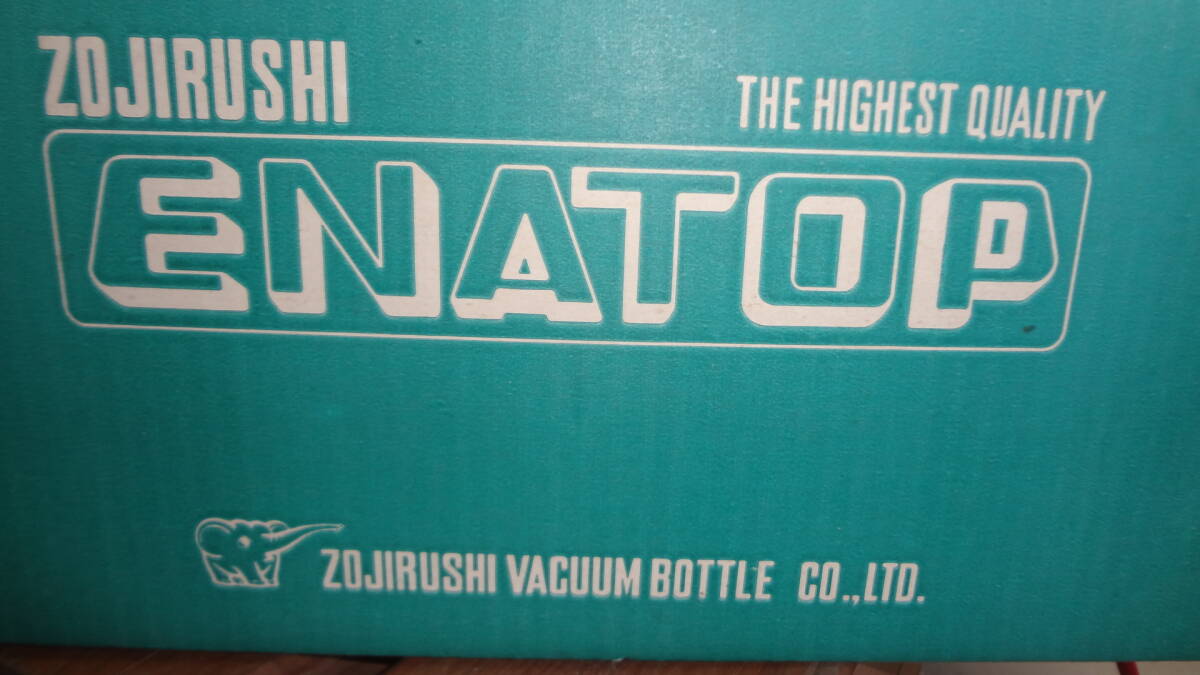 ZOJIRUSHI
THE HIGHEST QUALITY
ENATOP
ZOJIRUSHI VACUUM BOTTLE CO.,LTD.